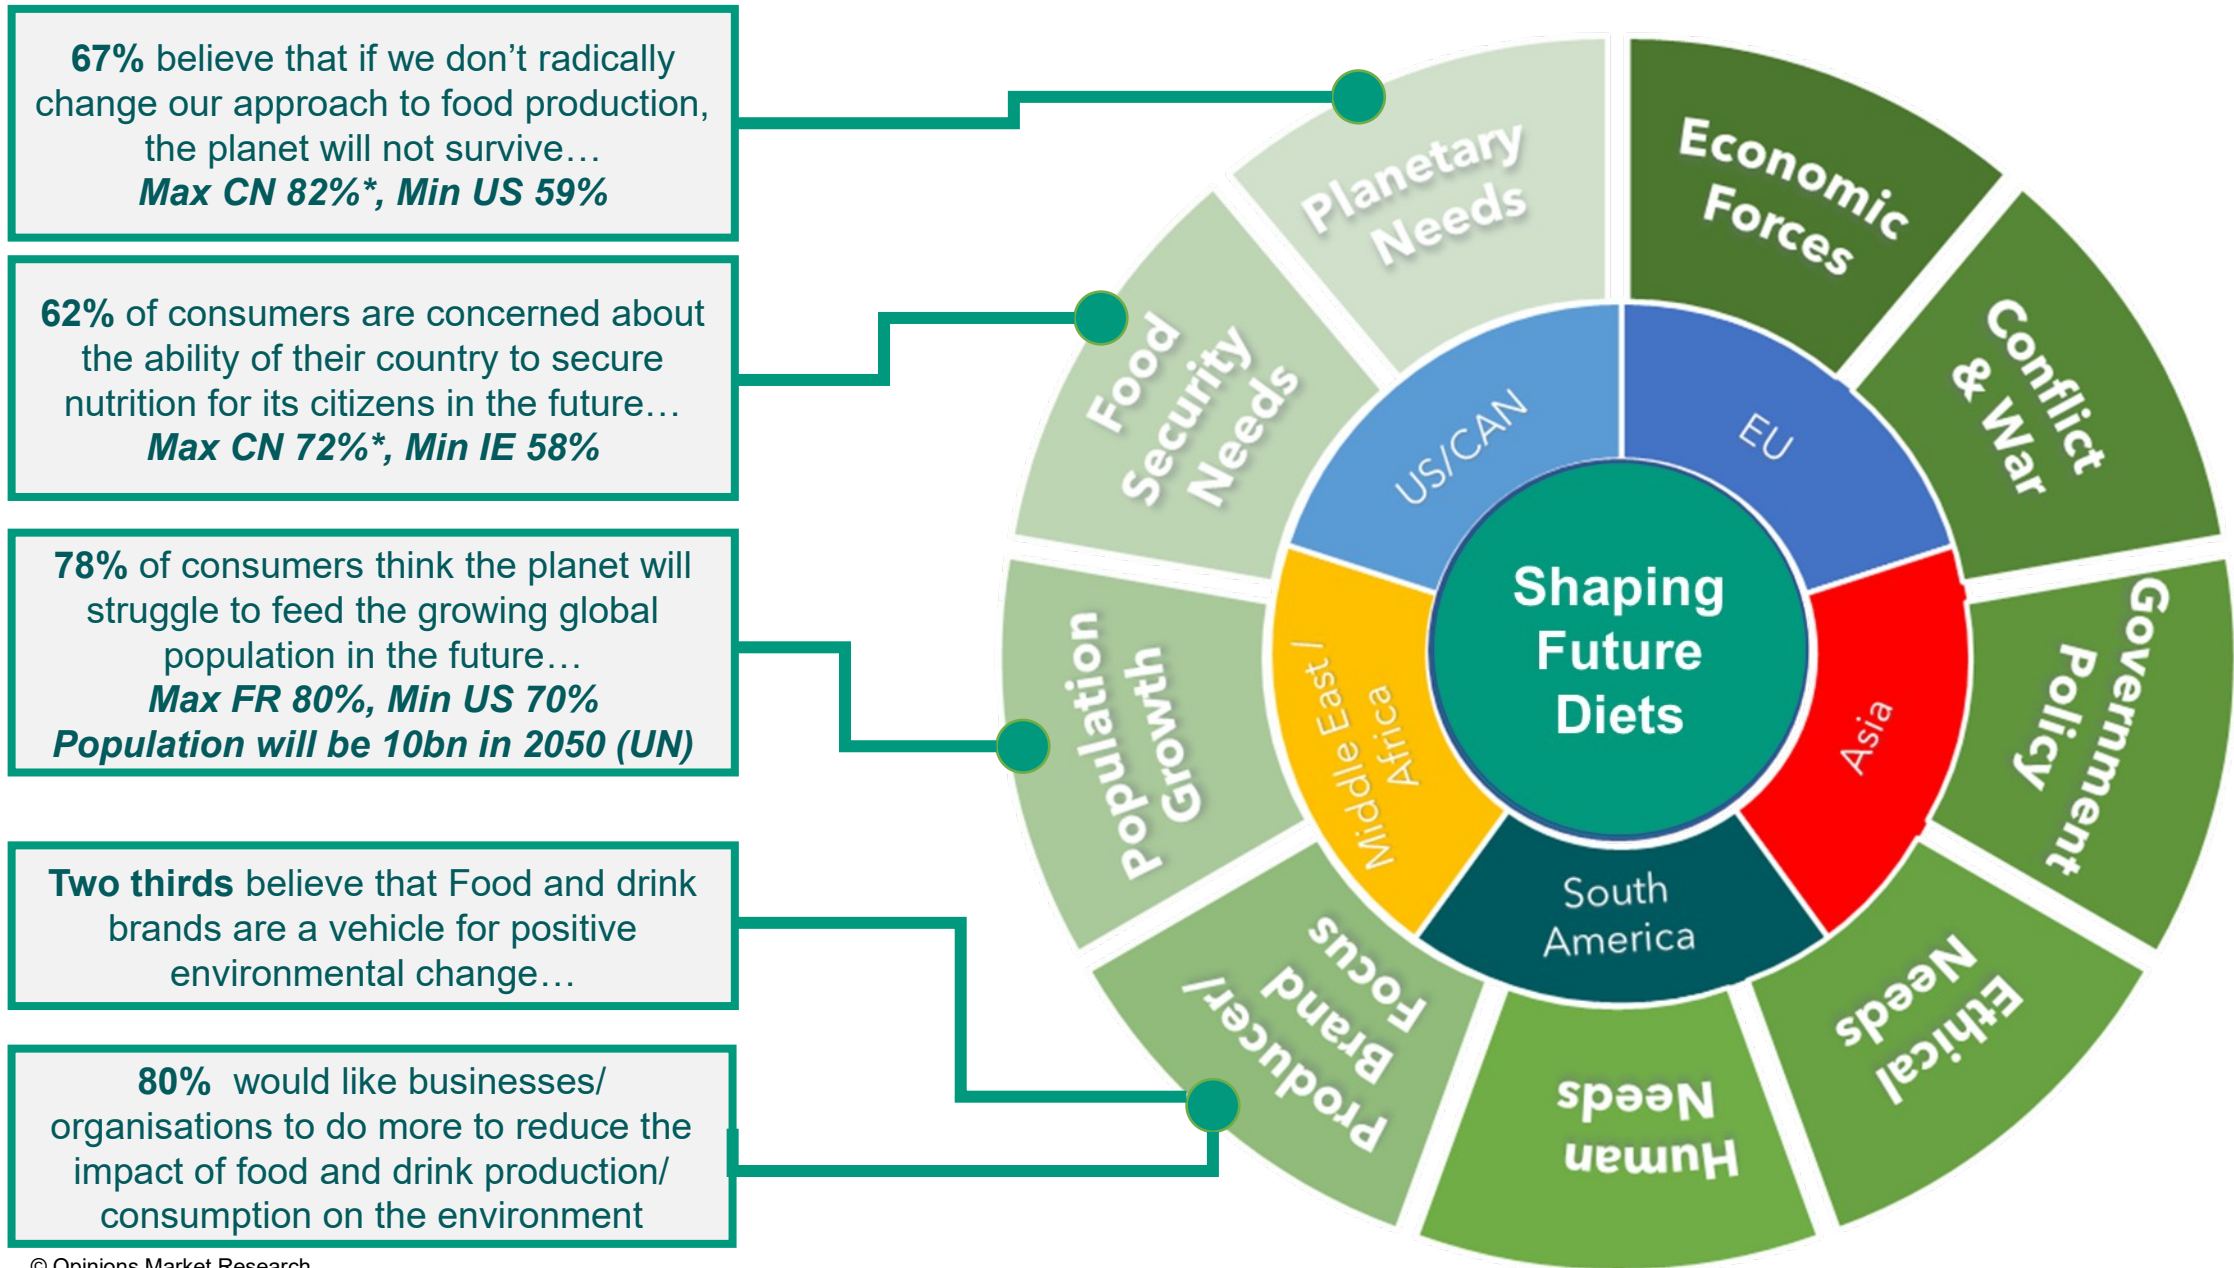 67% believe that if we don’t radically
change our approach to food production,
the planet will not survive…
Max CN 82%*, Min US 59%
62% of consumers are concerned about
the ability of their country to secure
nutrition for its citizens in the future…
Max CN 72%*, Min IE 58%
78% of consumers think the planet will
struggle to feed the growing global
population in the future…
Max FR 80%, Min US 70%
Population will be 10bn in 2050 (UN)
Two thirds believe that Food and drink
brands are a vehicle for positive
environmental change…
80% would like businesses/
organisations to do more to reduce the
impact of food and drink production/
consumption on the environment
© Opinions Market Research
Planetary
Needs
Economic
Forces
Conflict
& War
Government
Policy
Ethical
Needs
Human
Needs
Producer/
Brand
Focus
Population
Growth
Food
Security
Needs
US/CAN
EU
Asia
South
America
Middle East/
Africa
Shaping
Future
Diets